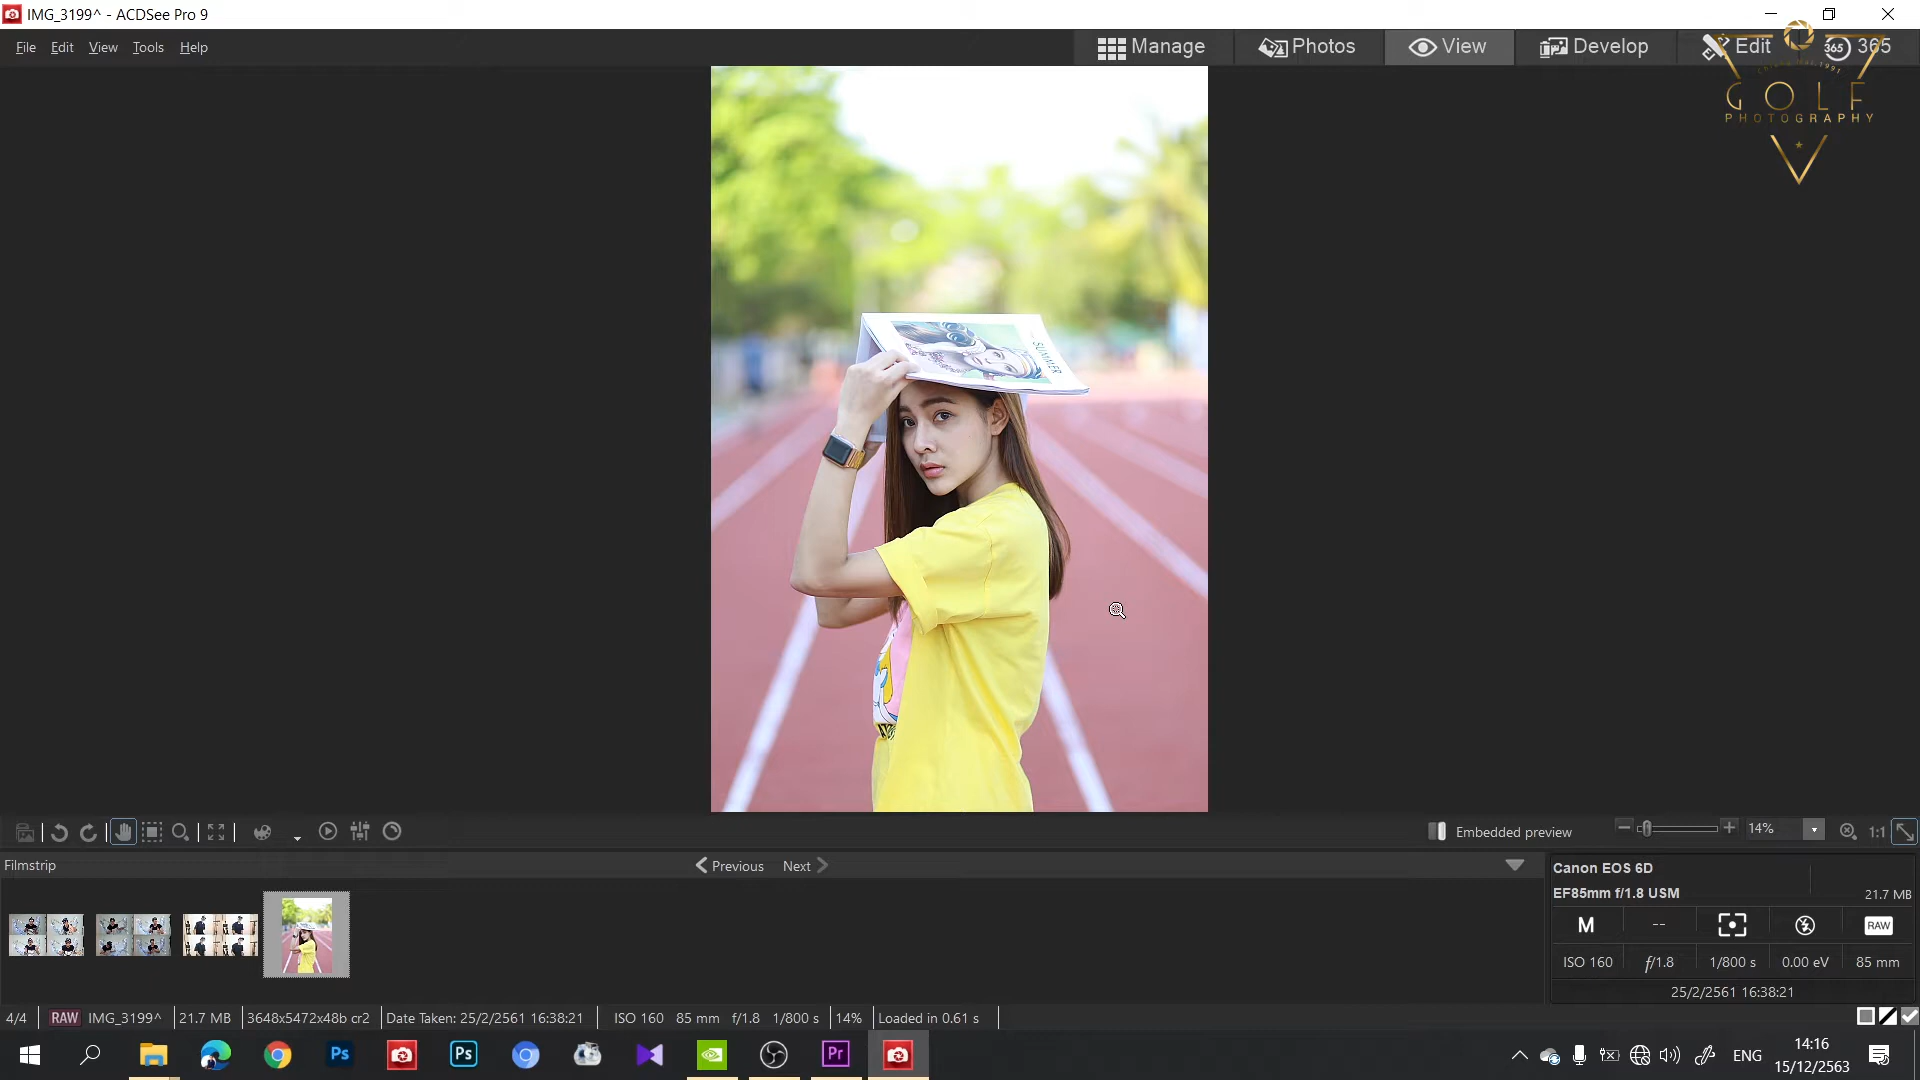 IMG_3199^ - ACDSee Pro 9
File Edit View Tools Help
Manage
Photos
View
Develop
Edit
365 365
GOLF
PHOTOGRAPHY
SUMMER
Embedded preview
14%
1:1
Filmstrip
Previous Next
Canon EOS 6D
EF85mm f/1.8 USM
21.7 MB
M -- RAW
ISO 160 f/1.8 1/800 s 0.00 eV 85 mm
25/2/2561 16:38:21
4/4 RAW IMG_3199^ 21.7 MB 3648x5472x48b cr2 Date Taken: 25/2/2561 16:38:21 ISO 160 85 mm f/1.8 1/800 s 14% Loaded in 0.61 s
Ps Ps Pr
ENG
14:16
15/12/2563